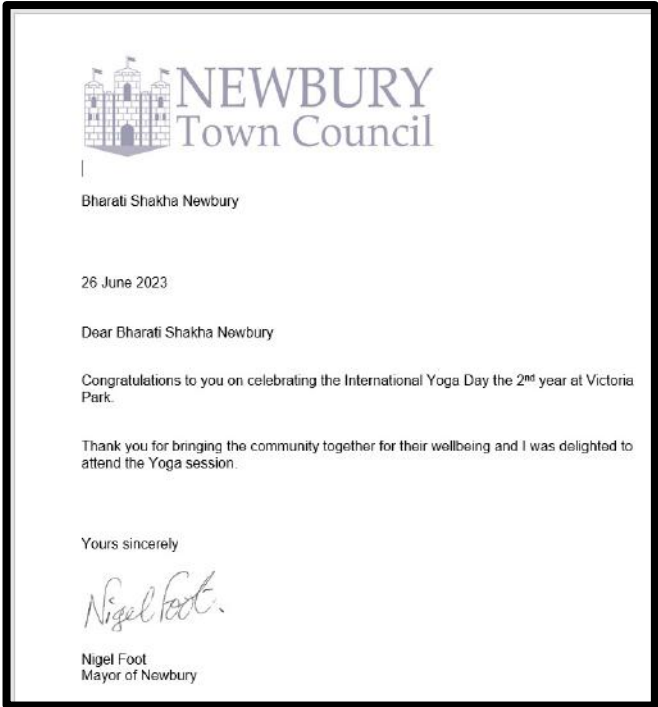 NEWBURY
Town Council
Bharati Shakha Newbury
26 June 2023
Dear Bharati Shakha Newbury
Congratulations to you on celebrating the International Yoga Day the 2nd year at Victoria
Park.
Thank you for bringing the community together for their wellbeing and I was delighted to
attend the Yoga session.
Yours sincerely
Nigel Foot.
Nigel Foot
Mayor of Newbury